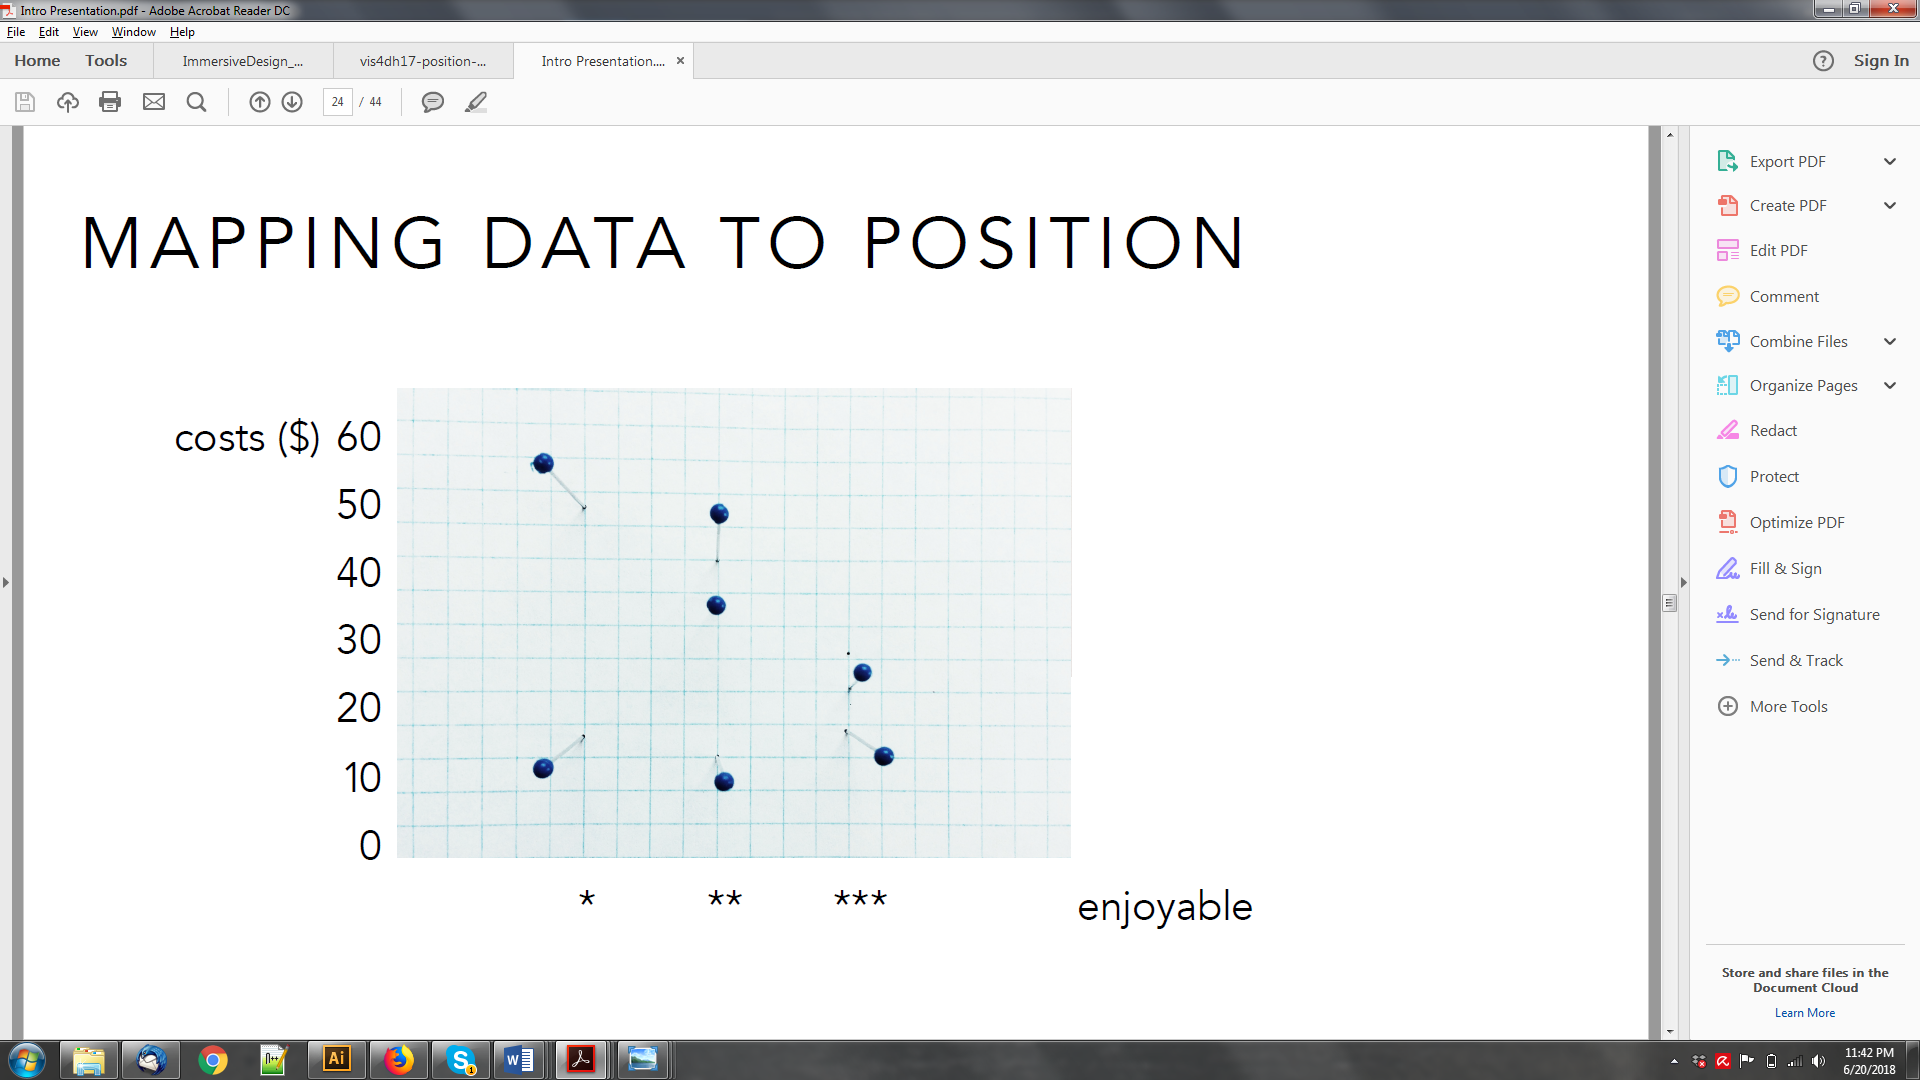 Intro Presentation.pdf - Adobe Acrobat Reader DC
File Edit View Window Help
Home Tools ImmersiveDesign_... vis4dh17-position-... Intro Presentation.... ×
? Sign In
24 / 44
MAPPING DATA TO POSITION
costs ($) 60
50
40
30
20
10
0
* ** *** enjoyable
Export PDF
Create PDF
Edit PDF
Comment
Combine Files
Organize Pages
Redact
Protect
Optimize PDF
Fill & Sign
Send for Signature
Send & Track
More Tools
Store and share files in the
Document Cloud
Learn More
Ai
11:42 PM
6/20/2018